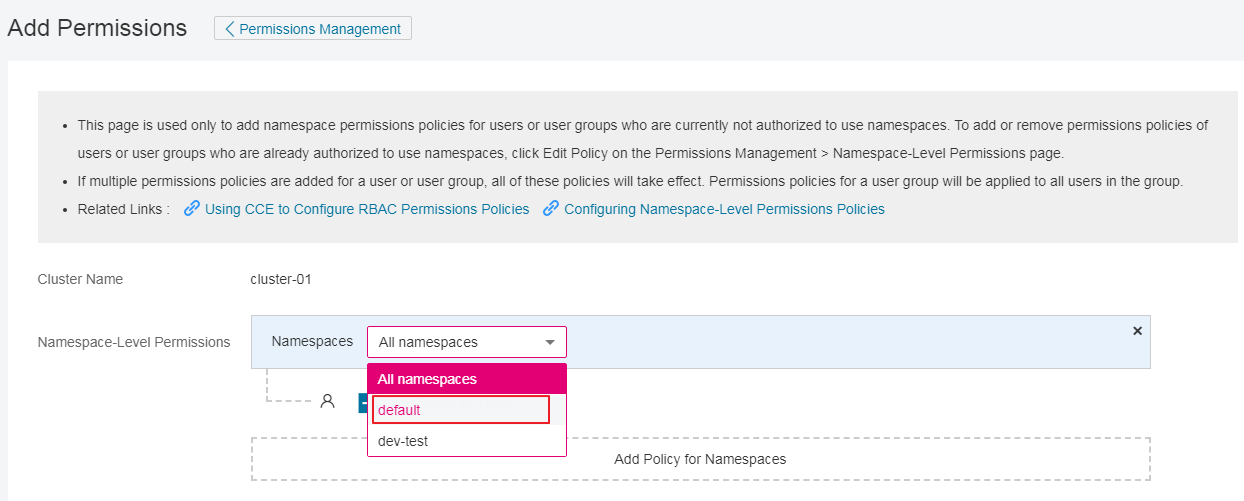 Add Permissions
Permissions Management
• This page is used only to add namespace permissions policies for users or user groups who are currently not authorized to use namespaces. To add or remove permissions policies of
users or user groups who are already authorized to use namespaces, click Edit Policy on the Permissions Management > Namespace-Level Permissions page.
• If multiple permissions policies are added for a user or user group, all of these policies will take effect. Permissions policies for a user group will be applied to all users in the group.
• Related Links : Using CCE to Configure RBAC Permissions Policies Configuring Namespace-Level Permissions Policies
Cluster Name cluster-01
Namespace-Level Permissions Namespaces All namespaces
All namespaces
default
dev-test
Add Policy for Namespaces